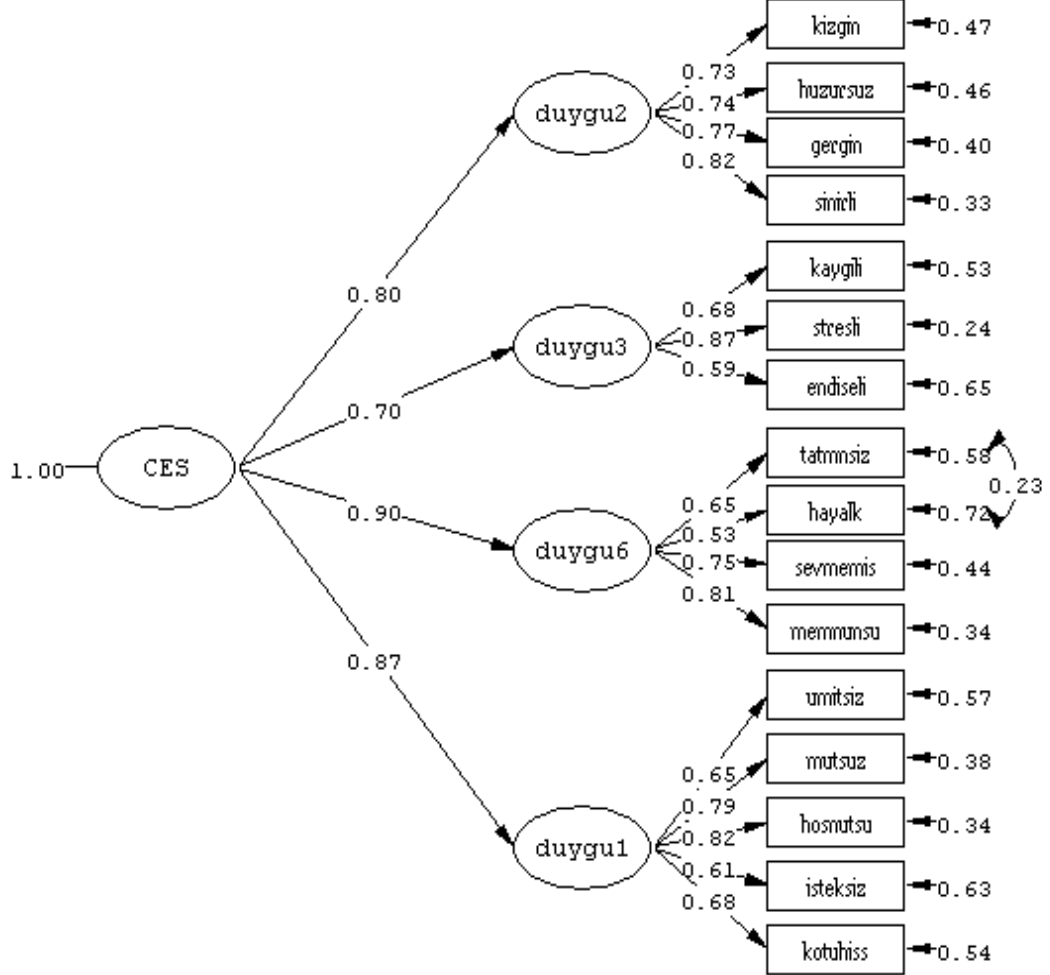 kizgin
0.47
0.73
huzursuz
0.46
duygu2
0.74
0.77
gergin
0.40
0.82
sinirli
0.33
kaygili
0.53
0.80
0.68
stresli
0.24
duygu3
0.87
0.59
endiseli
0.65
0.70
tatmnsiz
0.58
1.00
CES
0.23
0.65
hayalk
0.72
0.90
0.53
duygu6
0.75
sevmemis
0.44
0.81
memnunsu
0.34
0.87
umitsiz
0.57
0.65
mutsuz
0.38
0.79
hosmutsu
0.34
0.82
duygu1
0.61
isteksiz
0.63
0.68
kotuhiss
0.54